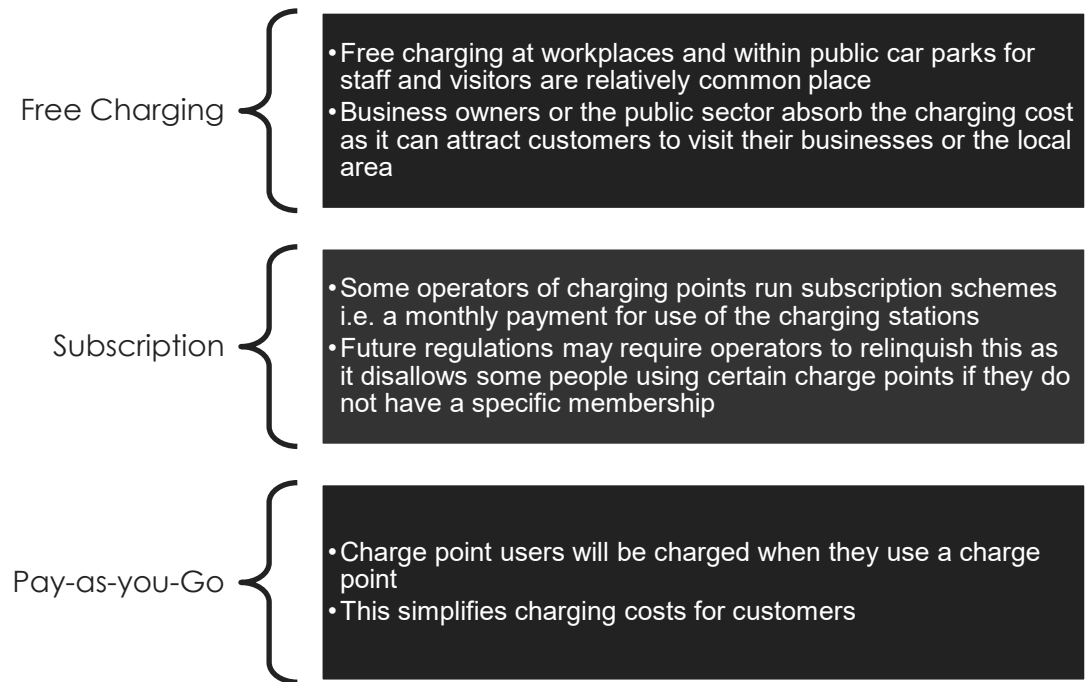 Free Charging
•Free charging at workplaces and within public car parks for
staff and visitors are relatively common place
•Business owners or the public sector absorb the charging cost
as it can attract customers to visit their businesses or the local
area
Subscription
•Some operators of charging points run subscription schemes
i.e. a monthly payment for use of the charging stations
•Future regulations may require operators to relinquish this as
it disallows some people using certain charge points if they do
not have a specific membership
Pay-as-you-Go
•Charge point users will be charged when they use a charge
point
•This simplifies charging costs for customers